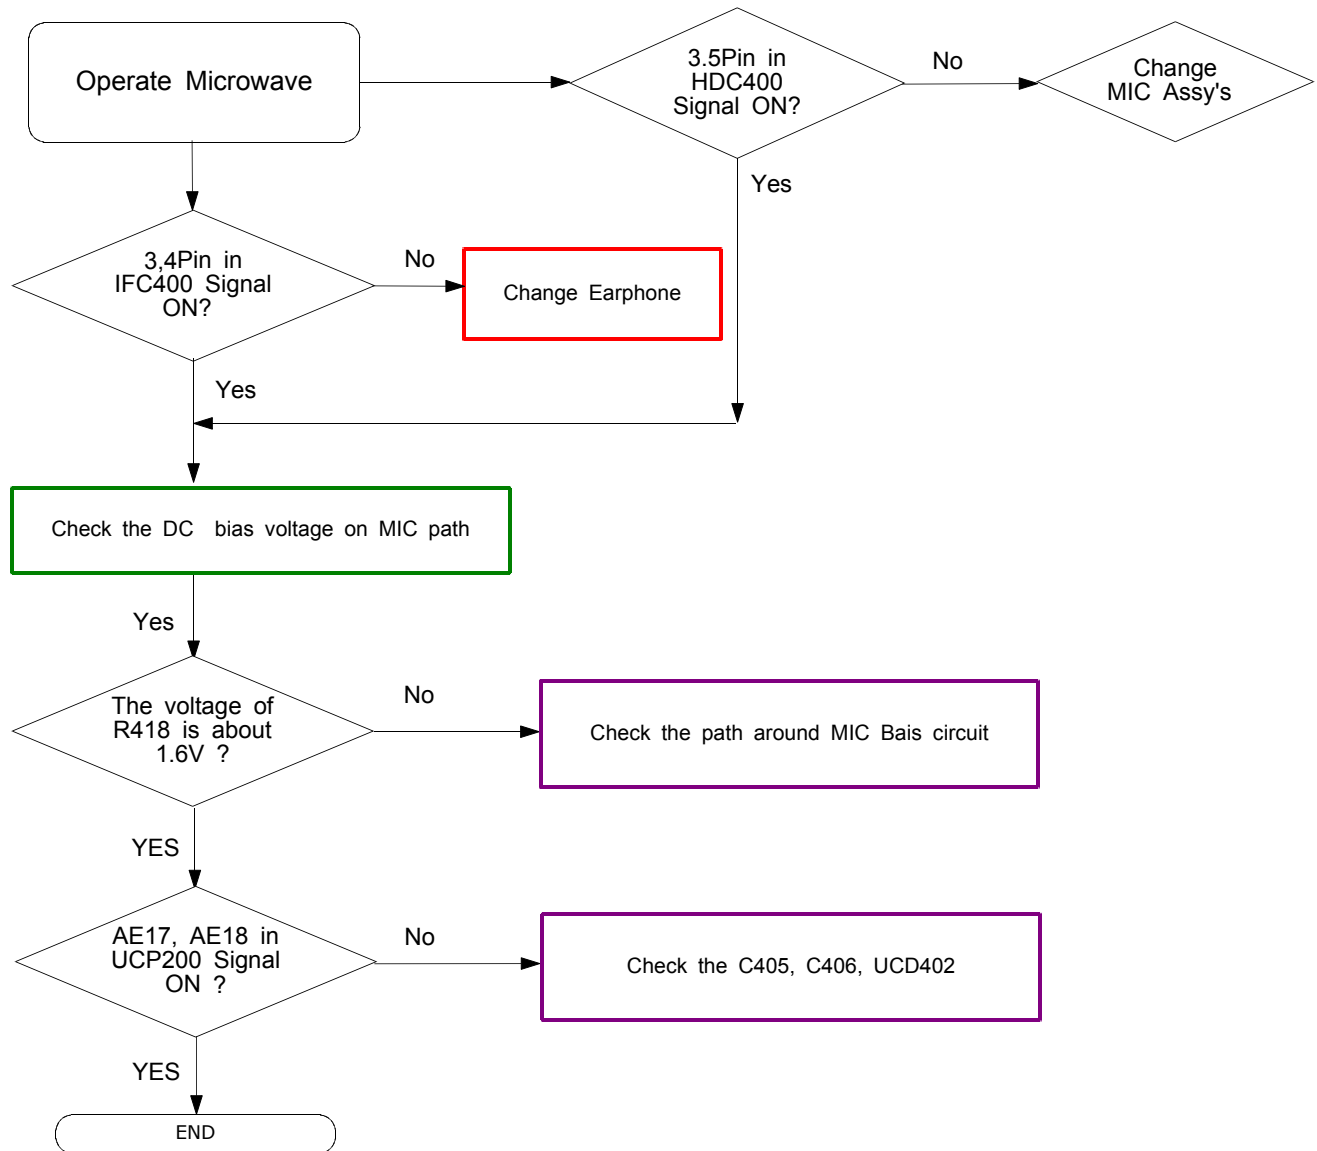 Operate Microwave
3.5Pin in
HDC400
Signal ON?
No
Change
MIC Assy's
Yes
3,4Pin in
IFC400 Signal
ON?
No
Change Earphone
Yes
Check the DC bias voltage on MIC path
Yes
The voltage of
R418 is about
1.6V ?
No
Check the path around MIC Bais circuit
YES
AE17, AE18 in
UCP200 Signal
ON ?
No
Check the C405, C406, UCD402
YES
END